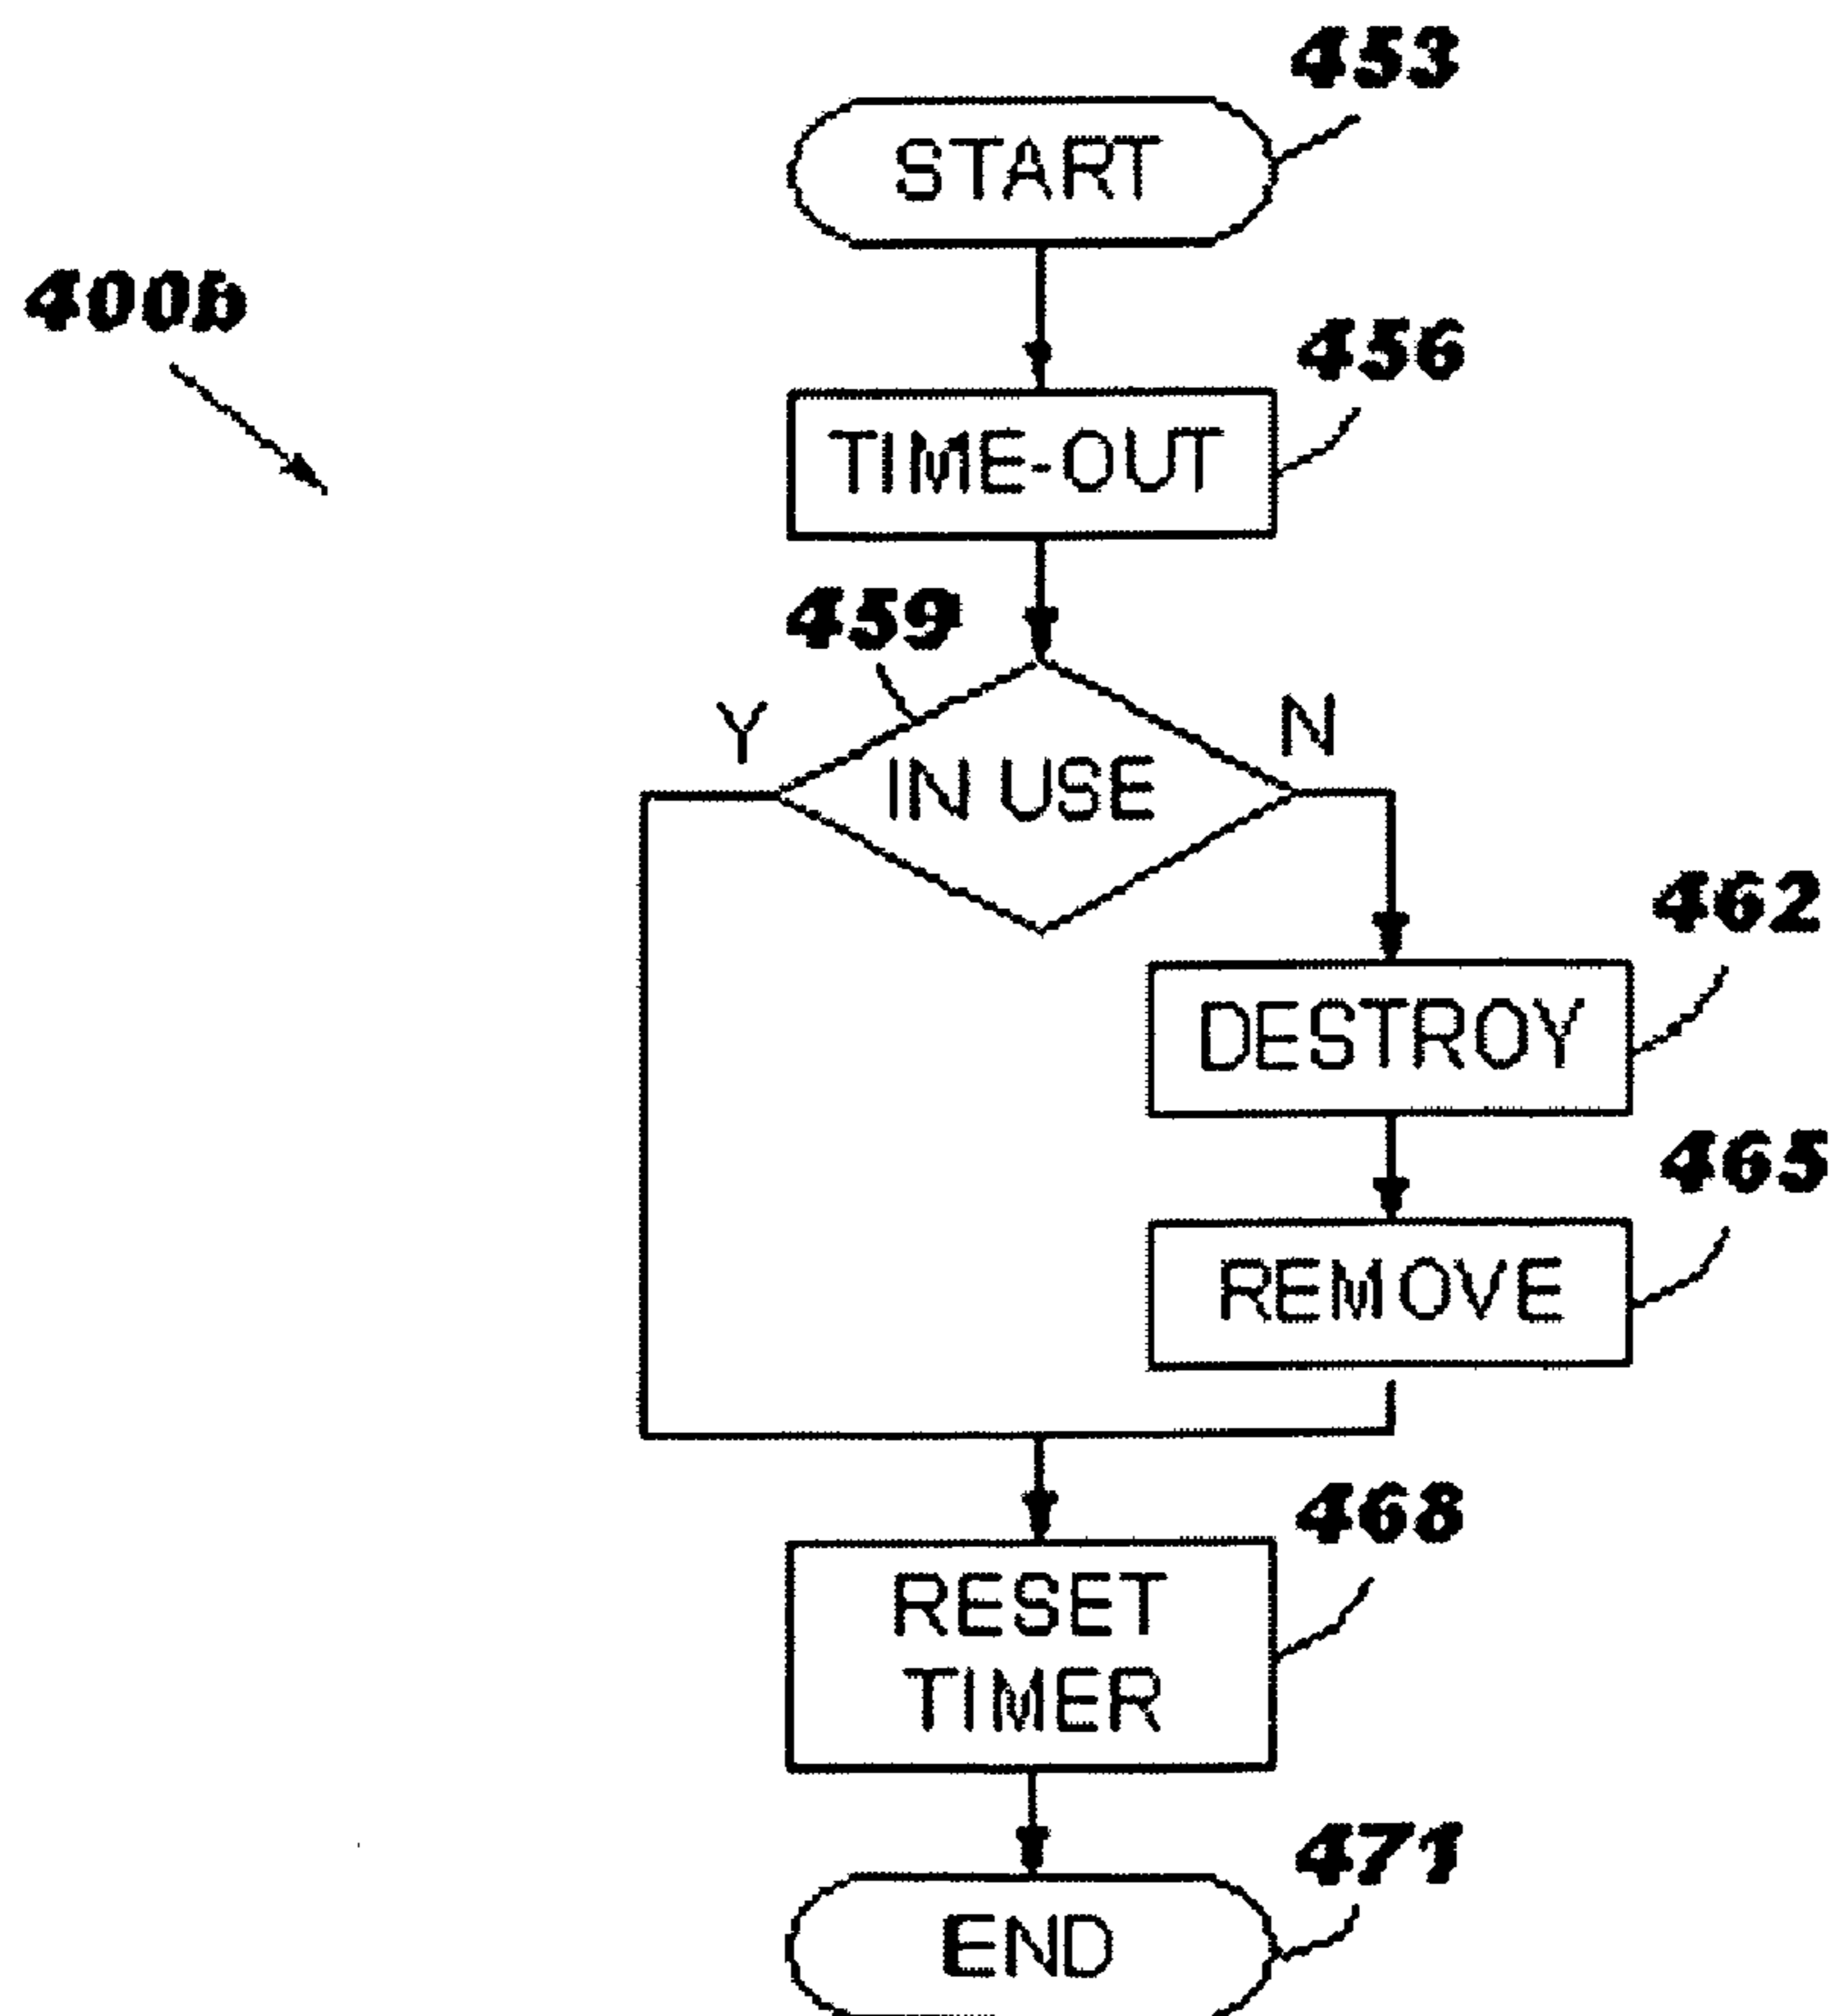 453
START
400b
456
TIME-OUT
459
Y
N
IN USE
462
DESTROY
465
REMOVE
468
RESET
TIMER
471
END